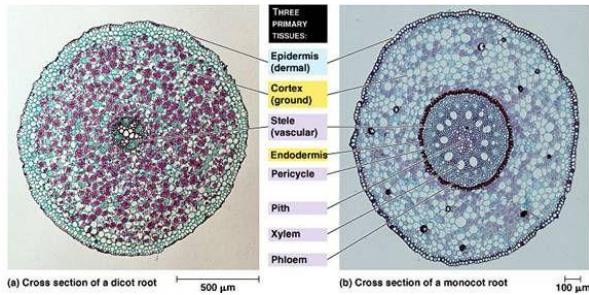 THREE
PRIMARY
TISSUES:
Epidermis
(dermal)
Cortex
(ground)
Stele
(vascular)
Endodermis
Pericycle
Pith
Xylem
Phloem
(a) Cross section of a dicot root
500 µm
(b) Cross section of a monocot root
100 µm